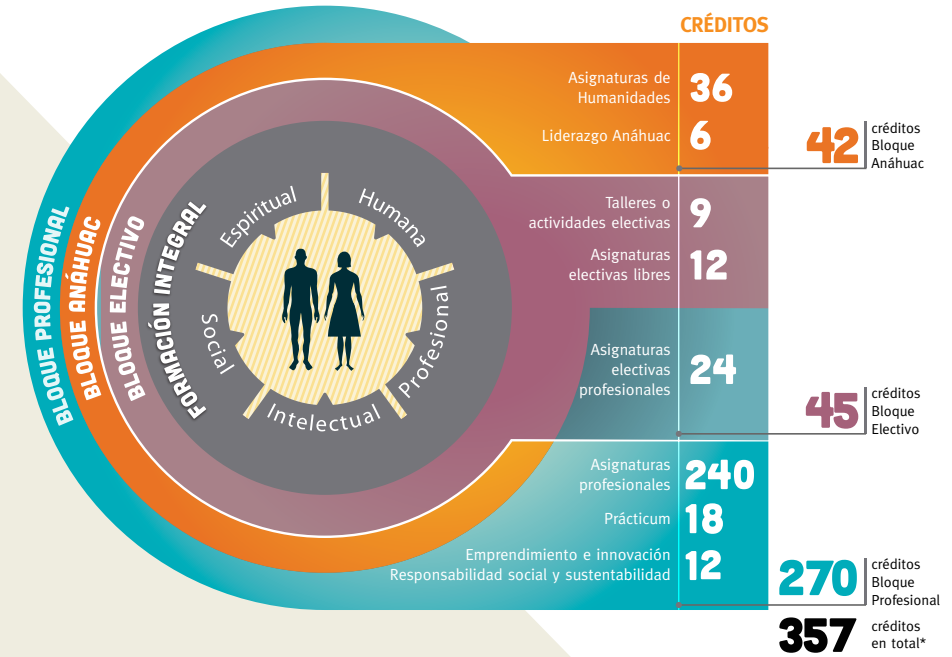 CRÉDITOS
Asignaturas de
Humanidades
36
Liderazgo Anáhuac
6
42
créditos
Bloque
Anáhuac
Talleres o
actividades electivas
9
Asignaturas
electivas libres
12
Asignaturas
electivas
profesionales
24
45
créditos
Bloque
Electivo
Asignaturas
profesionales
240
Prácticum
18
Emprendimiento e innovación
Responsabilidad social y sustentabilidad
12
270
créditos
Bloque
Profesional
357
créditos
en total*
BLOQUE PROFESIONAL
BLOQUE ANÁHUAC
BLOQUE ELECTIVO
FORMACIÓN INTEGRAL
Espiritual
Humana
Profesional
Intelectual
Social